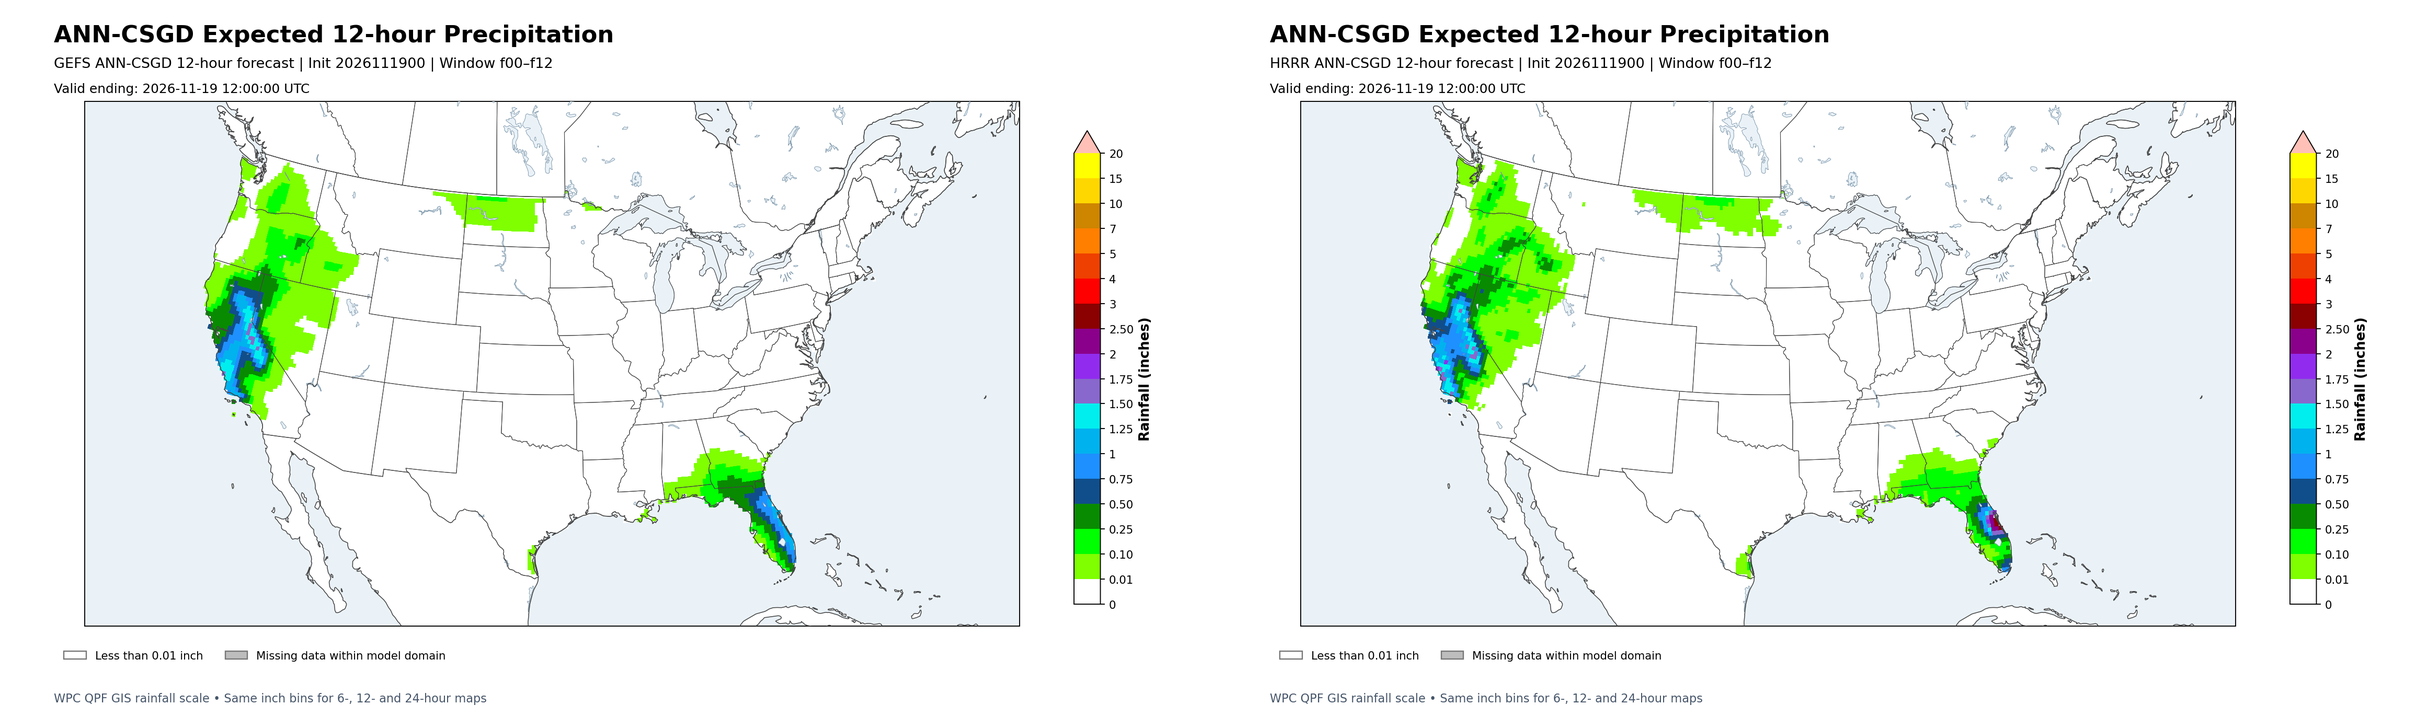 ANN-CSGD Expected 12-hour Precipitation
GEFS ANN-CSGD 12-hour forecast | Init 2026111900 | Window f00–f12
Valid ending: 2026-11-19 12:00:00 UTC
20
15
10
7
5
4
3
2.50
2
1.75
1.50
1.25
1
0.75
0.50
0.25
0.10
0.01
0
Rainfall (inches)
Less than 0.01 inch
Missing data within model domain
WPC QPF GIS rainfall scale • Same inch bins for 6-, 12- and 24-hour maps
ANN-CSGD Expected 12-hour Precipitation
HRRR ANN-CSGD 12-hour forecast | Init 2026111900 | Window f00–f12
Valid ending: 2026-11-19 12:00:00 UTC
20
15
10
7
5
4
3
2.50
2
1.75
1.50
1.25
1
0.75
0.50
0.25
0.10
0.01
0
Rainfall (inches)
Less than 0.01 inch
Missing data within model domain
WPC QPF GIS rainfall scale • Same inch bins for 6-, 12- and 24-hour maps